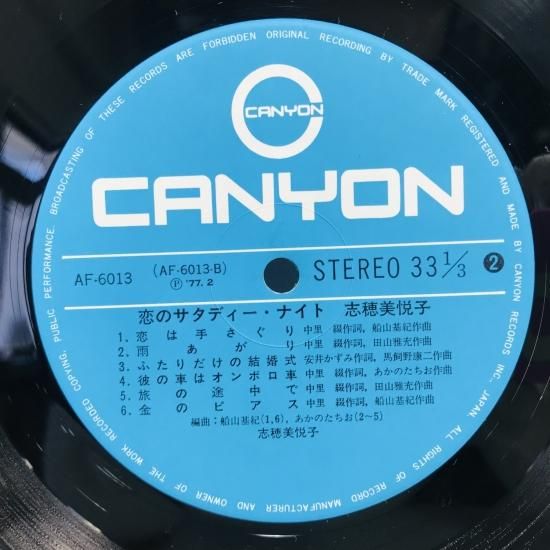 BROADCASTING OF THESE RECORDS ARE FORBIDDEN ORIGINAL RECORDING BY TRADE MARK REGISTERED AND MADE BY CANYON RECORDS INC. JAPAN ALL RIGHTS OF RECORD MANUFACTURER AND OWNER OF THE WORK RECORDED COPYING, PUBLIC PERFORMANCE,
CANYON
CANYON
AF-6013 (AF-6013-B) STEREO 33 1/3 2
Ⓟ '77. 2
恋のサタディー・ナイト 志穂美悦子
1. 恋は手さぐり 中里 綴作詞, 船山基紀作曲
2. 雨あがり 中里 綴作詞, 田山雅充作曲
3. ふたりだけの結婚式 安井かずみ作詞, 馬飼野康二作曲
4. 彼の車はオンボロ車 中里 綴作詞, あかのたちお作曲
5. 旅の途中で 中里 綴作詞, 田山雅充作曲
6. 金のピアス 中里 綴作詞, 船山基紀作曲
編曲:船山基紀(1,6), あかのたちお(2~5)
志穂美悦子